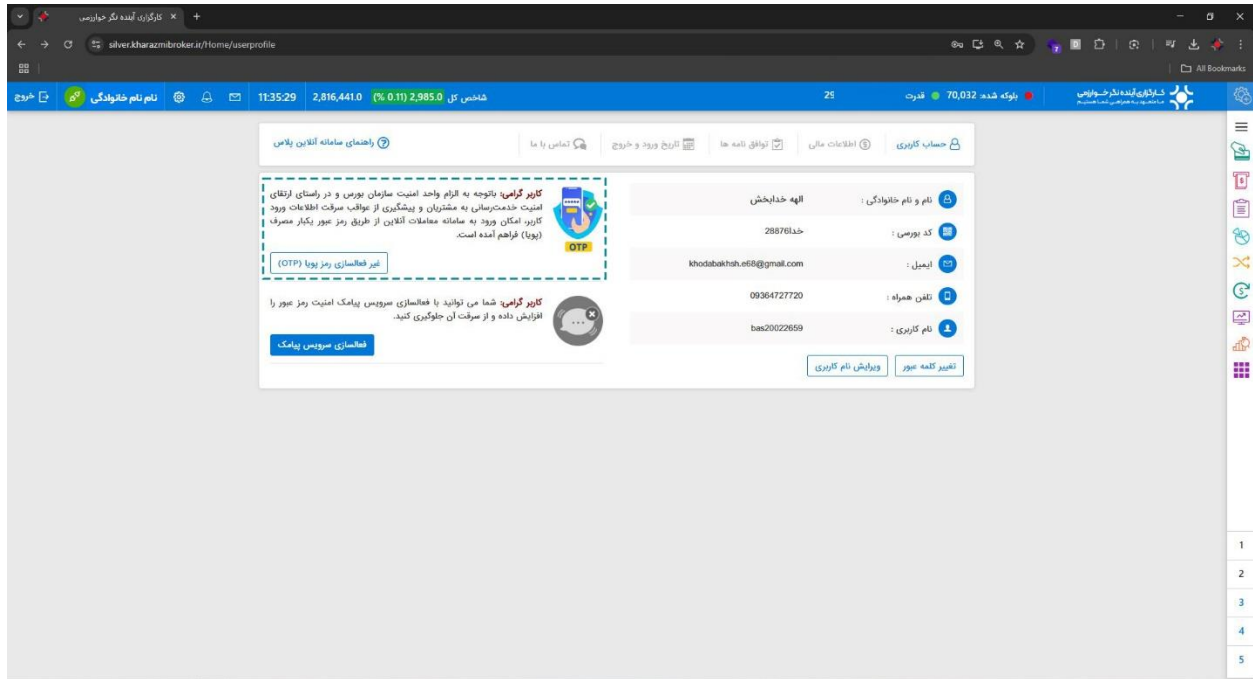 کارگزاری آینده نگر خوارزمی
silver.kharazmibroker.ir/Home/userprofile
All Bookmarks
کــارگزاری آینده نگر خــوارزمی
مـا متعهـد بـه همراهـی شمـا هستیـم
بلوکه شده: 70,032
قدرت
29
شاخص کل 2,985.0 (0.11 %) 2,816,441.0
11:35:29
نام نام خانوادگی
خروج
حساب کاربری
اطلاعات مالی
توافق نامه ها
تاریخ ورود و خروج
تماس با ما
راهنمای سامانه آنلاین پلاس
نام و نام خانوادگی : الهه خدابخش
کد بورسی : خدا28876
ایمیل : khodabakhsh.e68@gmail.com
تلفن همراه : 09364727720
نام کاربری : bas20022659
تغییر کلمه عبور
ویرایش نام کاربری
OTP
کاربر گرامی: باتوجه به الزام واحد امنیت سازمان بورس و در راستای ارتقای
امنیت خدمت‌رسانی به مشتریان و پیشگیری از عواقب سرقت اطلاعات ورود
کاربر، امکان ورود به سامانه معاملات آنلاین از طریق رمز عبور یکبار مصرف
(پویا) فراهم آمده است.
غیر فعالسازی رمز پویا (OTP)
کاربر گرامی: شما می توانید با فعالسازی سرویس پیامک امنیت رمز عبور را
افزایش داده و از سرقت آن جلوگیری کنید.
فعالسازی سرویس پیامک
1
2
3
4
5